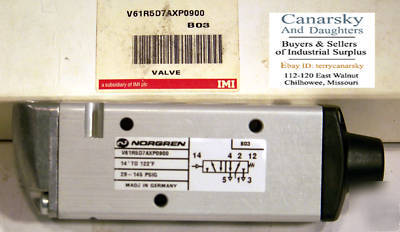 V61R5D7AXP0900
B03
VALVE
a subsidiary of IMI plc
IMI
Canarsky
And Daughters
Buyers & Sellers
of Industrial Surplus
Ebay ID: terrycanarsky
112-120 East Walnut
Chilhowee, Missouri
NORGREN
V61R5D7AXP0900
14° TO 122°F
29 - 145 PSIG
MADE IN GERMANY
B03
14 4 2 12
5 1 3